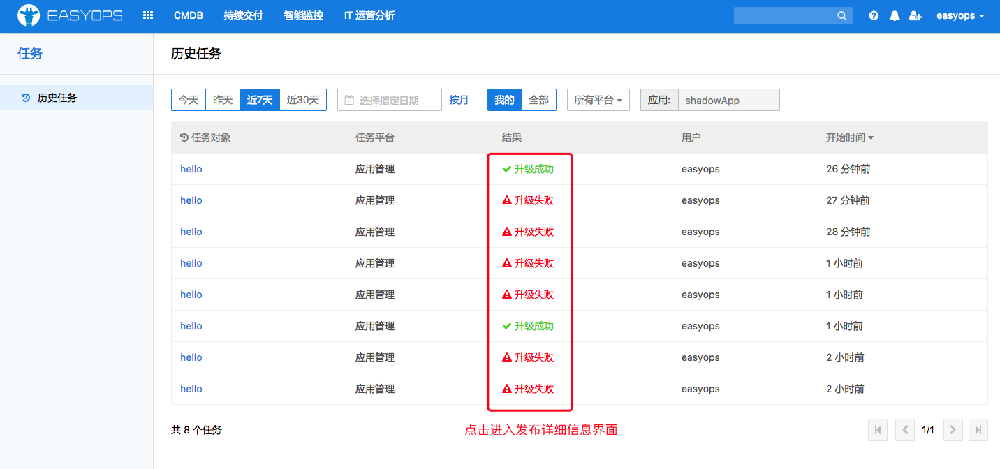 EASYOPS CMDB 持续交付 智能监控 IT 运营分析 easyops
任务
历史任务
历史任务
今天 昨天 近7天 近30天 选择指定日期 按月 我的 全部 所有平台 应用: shadowApp
任务对象 任务平台 结果 用户 开始时间
hello 应用管理 升级成功 easyops 26 分钟前
hello 应用管理 升级失败 easyops 27 分钟前
hello 应用管理 升级失败 easyops 28 分钟前
hello 应用管理 升级失败 easyops 1 小时前
hello 应用管理 升级失败 easyops 1 小时前
hello 应用管理 升级成功 easyops 1 小时前
hello 应用管理 升级失败 easyops 2 小时前
hello 应用管理 升级失败 easyops 2 小时前
共 8 个任务 点击进入发布详细信息界面 1/1